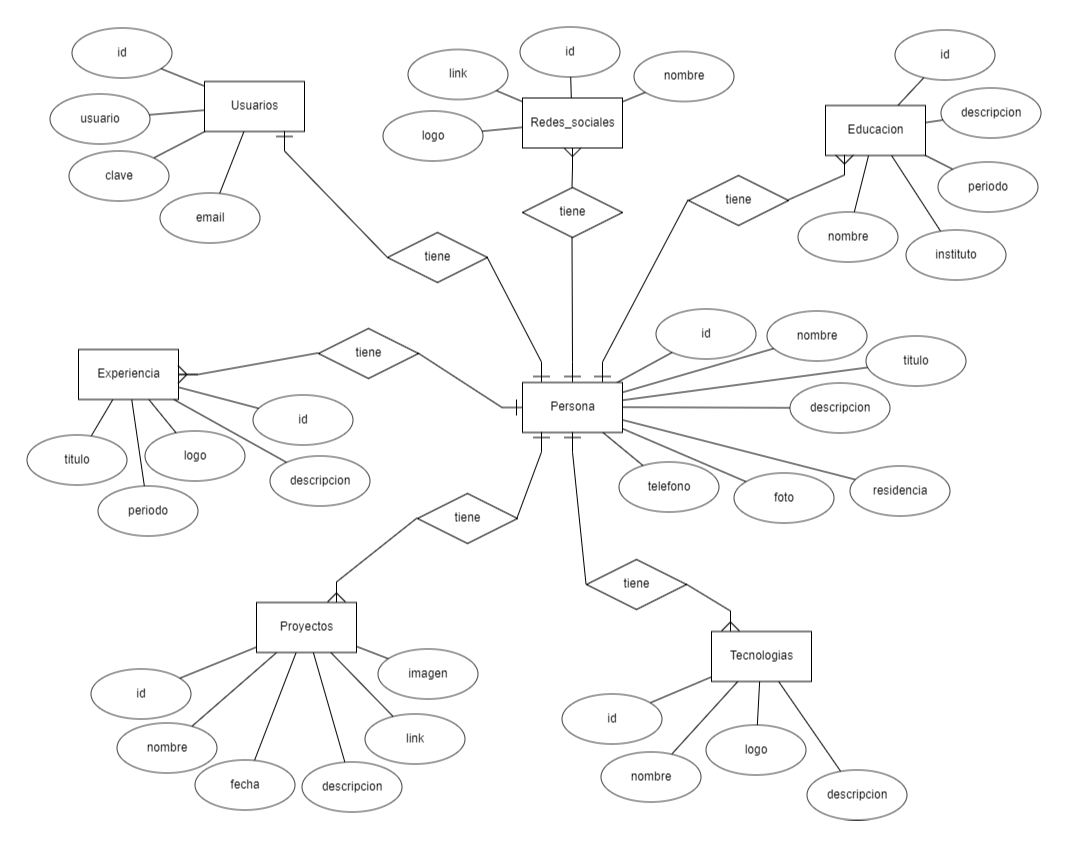 id
usuario
clave
email
Usuarios
link
id
nombre
logo
Redes_sociales
id
descripcion
periodo
instituto
nombre
Educacion
tiene
tiene
tiene
tiene
Experiencia
id
titulo
logo
descripcion
periodo
Persona
id
nombre
titulo
descripcion
residencia
foto
telefono
tiene
tiene
Proyectos
imagen
id
link
nombre
fecha
descripcion
Tecnologias
id
logo
nombre
descripcion